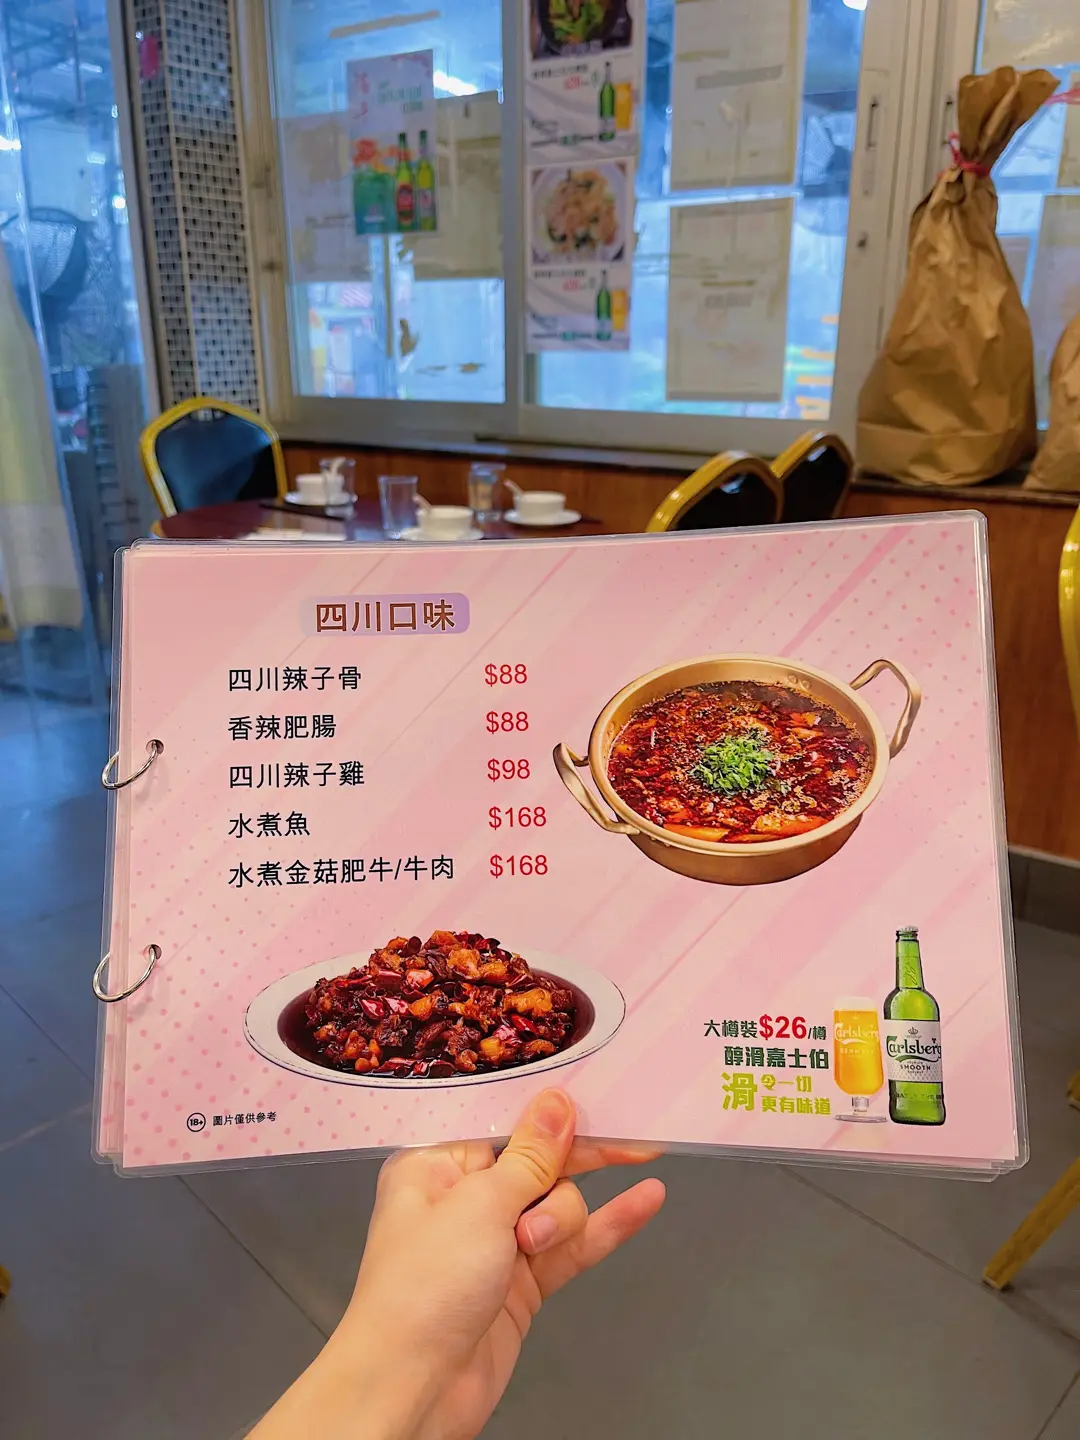 四川口味
四川辣子骨 $88
香辣肥腸 $88
四川辣子雞 $98
水煮魚 $168
水煮金菇肥牛/牛肉 $168
大樽裝$26/樽
醇滑嘉士伯
滑 令一切
更有味道
Carlsberg
Carlsberg
SMOOTH
18+ 圖片僅供參考